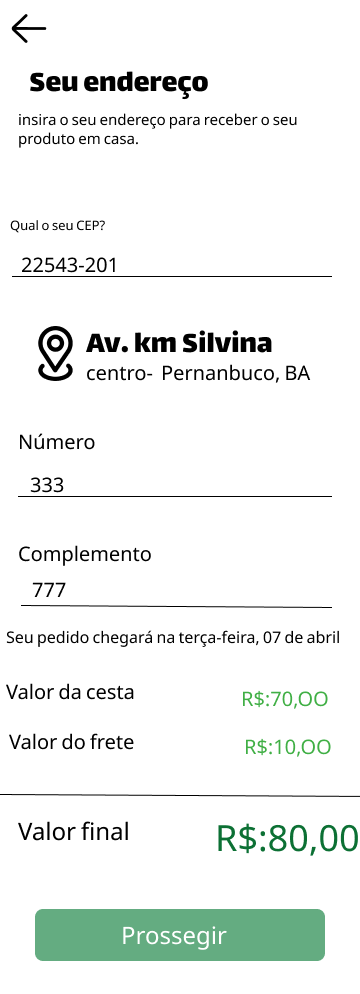 Seu endereço
insira o seu endereço para receber o seu
produto em casa.
Qual o seu CEP?
22543-201
Av. km Silvina
centro- Pernanbuco, BA
Número
333
Complemento
777
Seu pedido chegará na terça-feira, 07 de abril
Valor da cesta R$:70,OO
Valor do frete R$:10,OO
Valor final R$:80,00
Prossegir